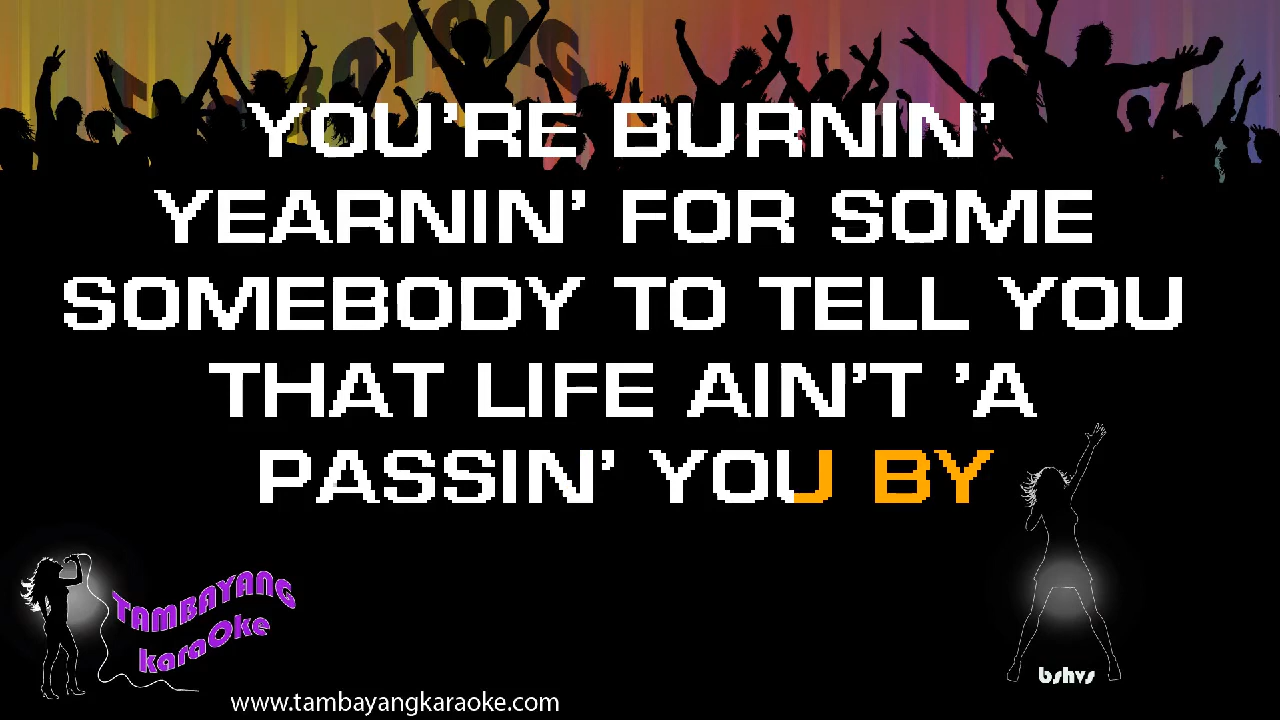 TAMBAYANG
YOU'RE BURNIN'
YEARNIN' FOR SOME
SOMEBODY TO TELL YOU
THAT LIFE AIN'T 'A
PASSIN' YOU BY
TAMBAYANG
karaOke
bshvs
www.tambayangkaraoke.com